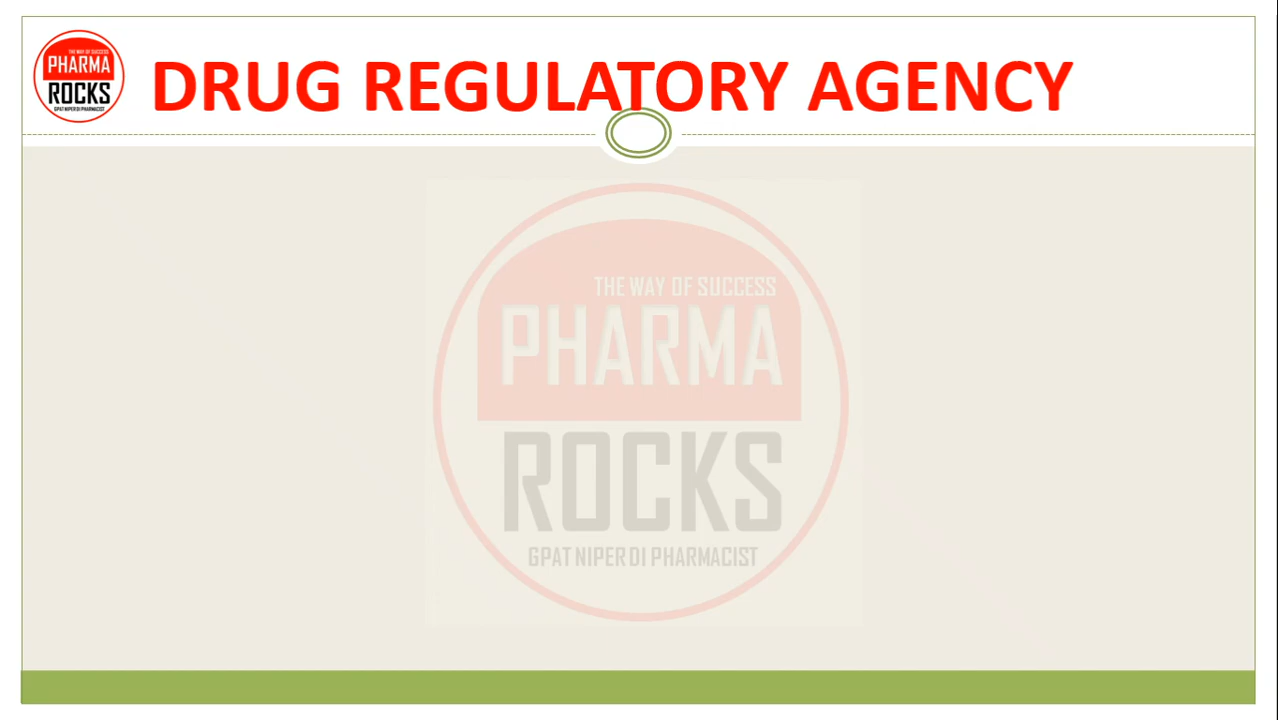 THE WAY OF SUCCESS
PHARMA
ROCKS
GPAT NIPER DI PHARMACIST
DRUG REGULATORY AGENCY
THE WAY OF SUCCESS
PHARMA
ROCKS
GPAT NIPER DI PHARMACIST